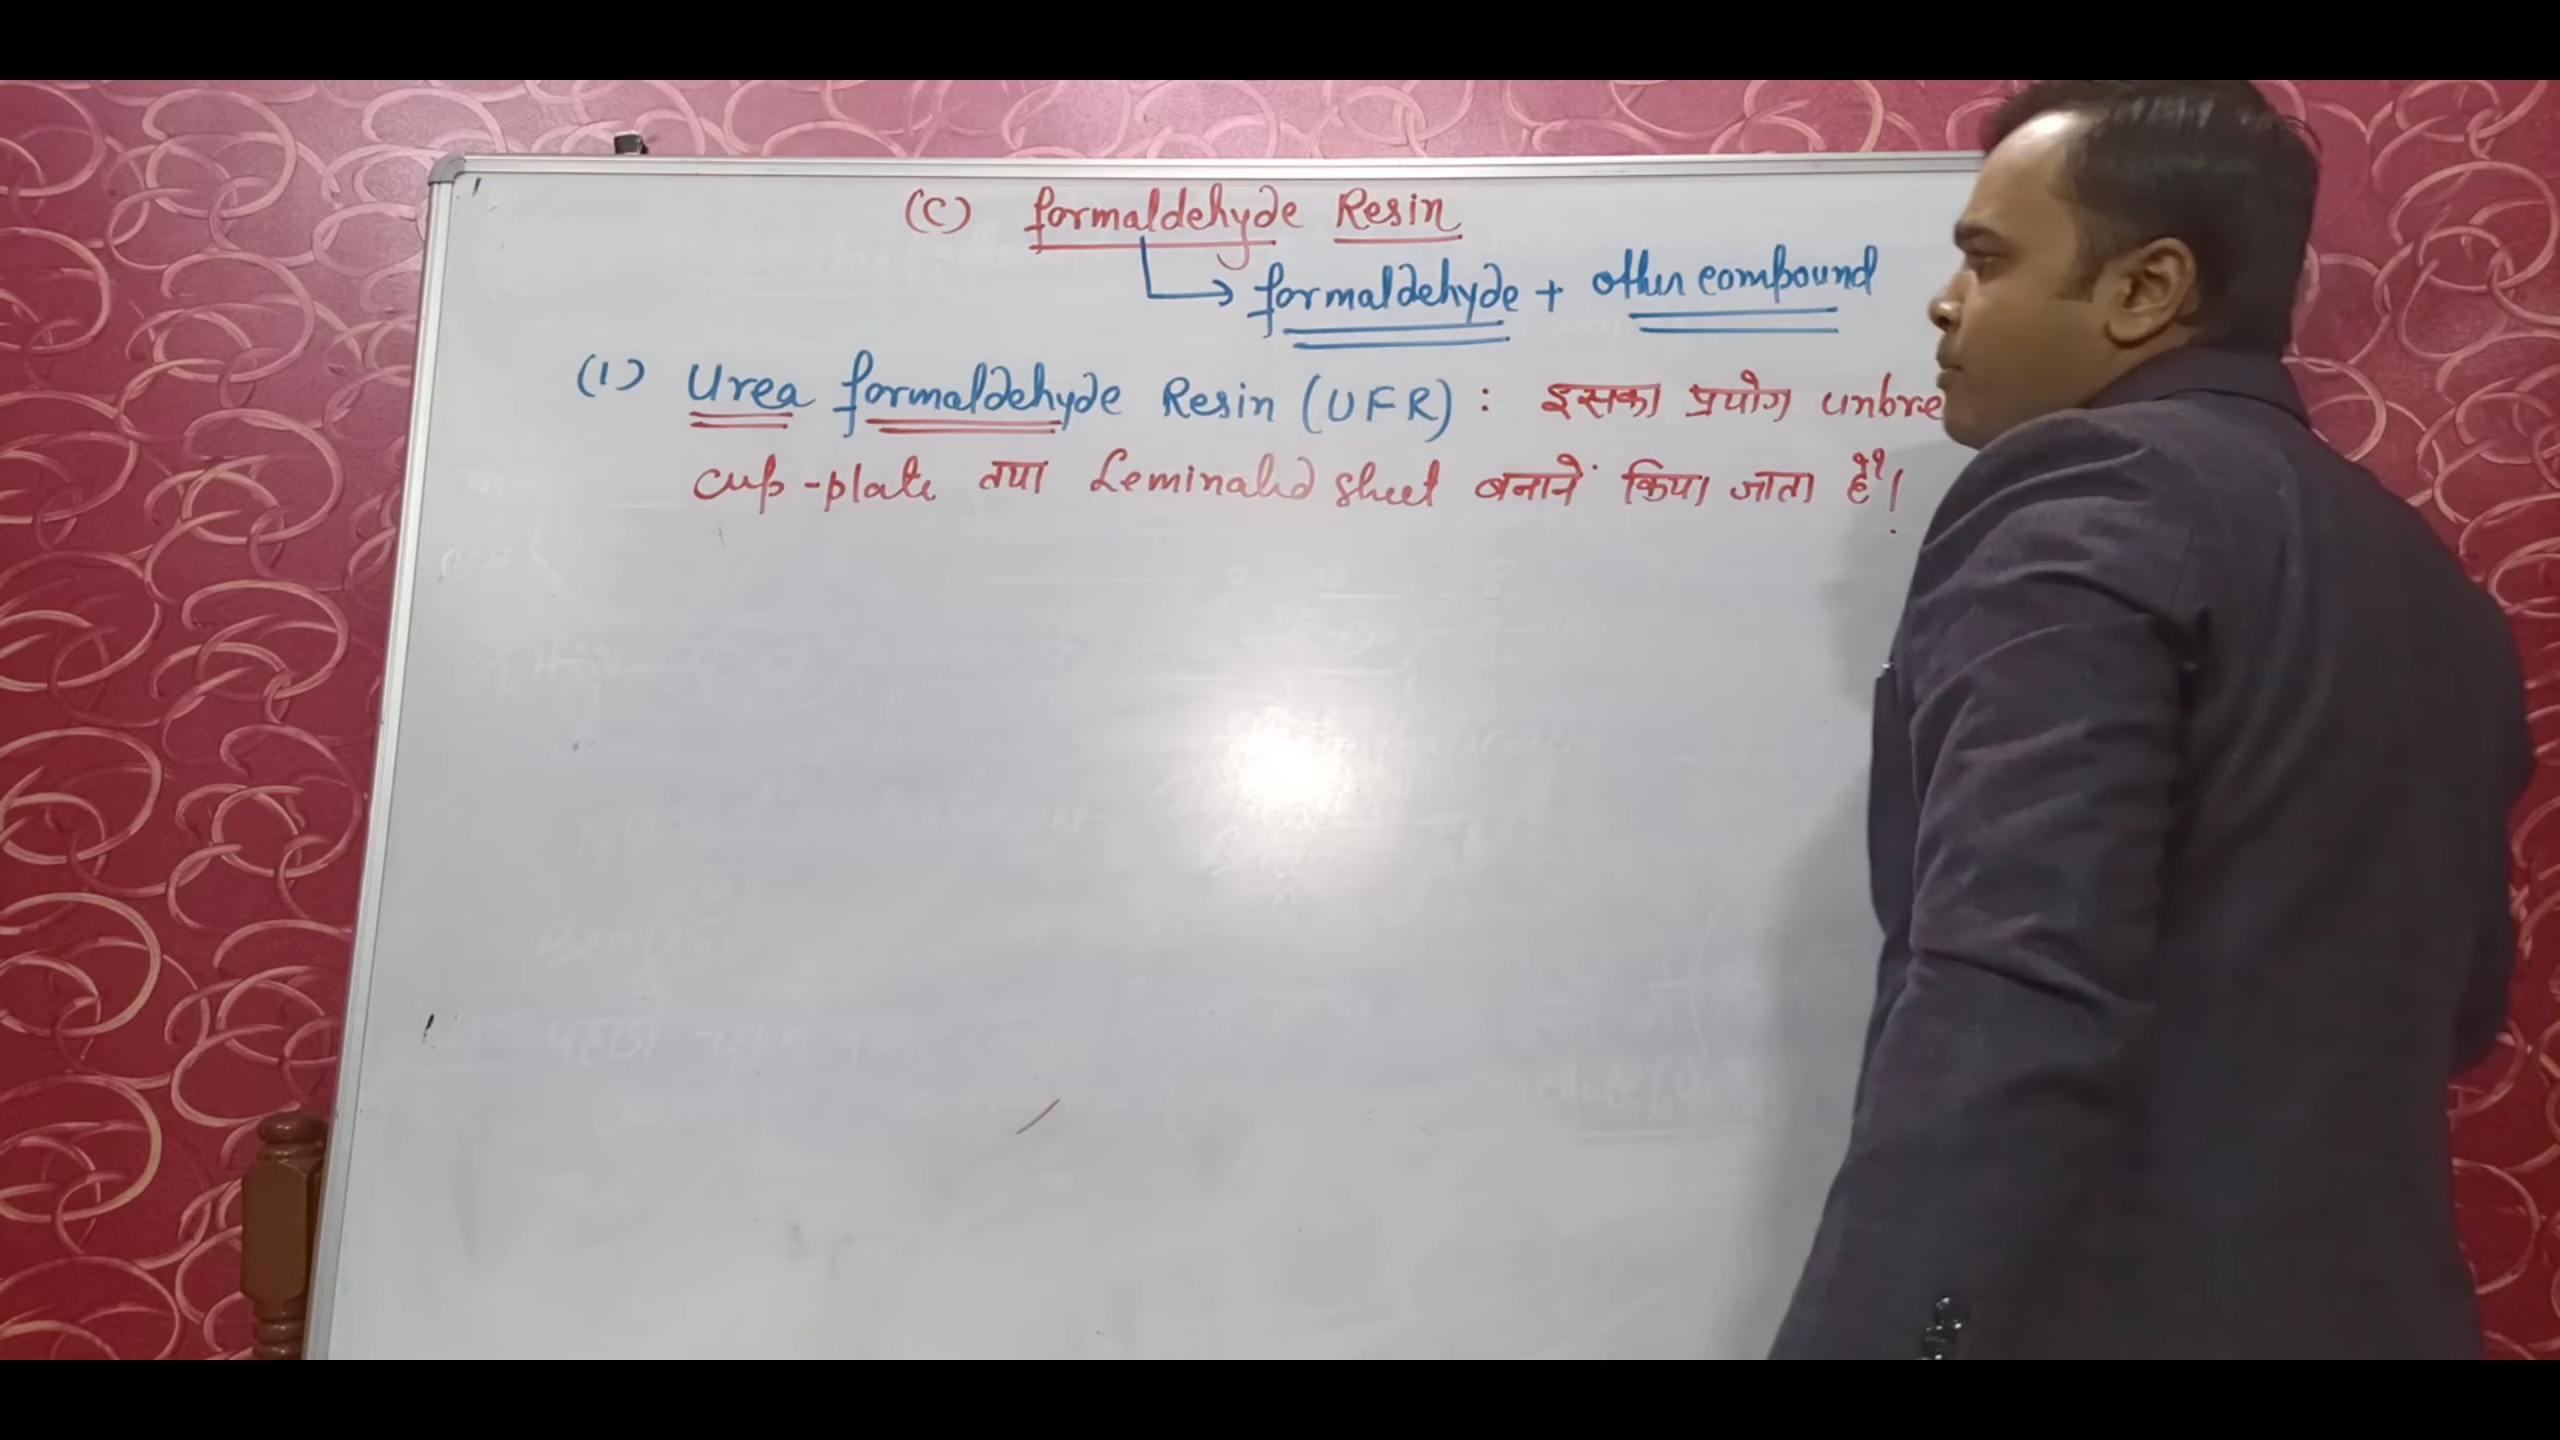 (C) formaldehyde Resin
formaldehyde + other compound
(1) Urea formaldehyde Resin (UFR) : इसका प्रयोग unbre
cup-plate तथा Leminated sheet बनाने किया जाता है।